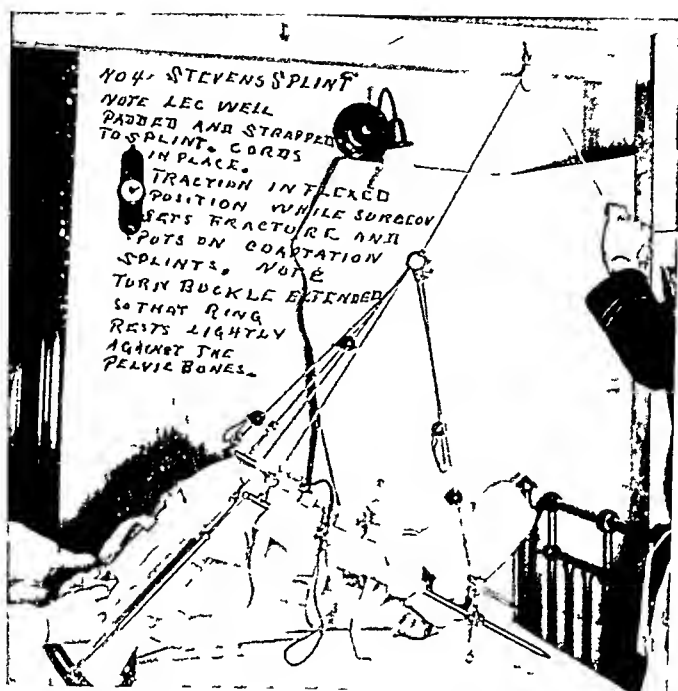 NO 4. STEVENS SPLINT
NOTE LEG WELL
PADDED AND STRAPPED
TO SPLINT. CORDS
IN PLACE.
TRACTION IN FLEXED
POSITION WHILE SURGEON
SETS FRACTURE AND
PUTS ON COAPTATION
SPLINTS. NOTE
TURN BUCKLE EXTENDED
SO THAT RING
RESTS LIGHTLY
AGAINST THE
PELVIC BONES.